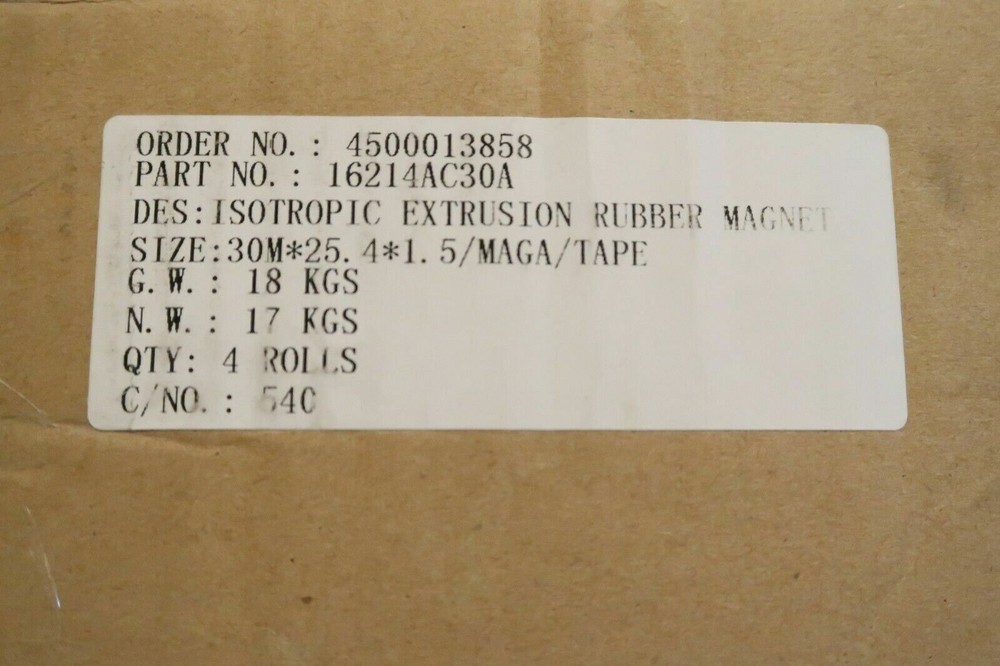 ORDER NO.: 4500013858
PART NO.: 16214AC30A
DES:ISOTROPIC EXTRUSION RUBBER MAGNET
SIZE:30M*25.4*1.5/MAGA/TAPE
G.W.: 18 KGS
N.W.: 17 KGS
QTY: 4 ROLLS
C/NO.: